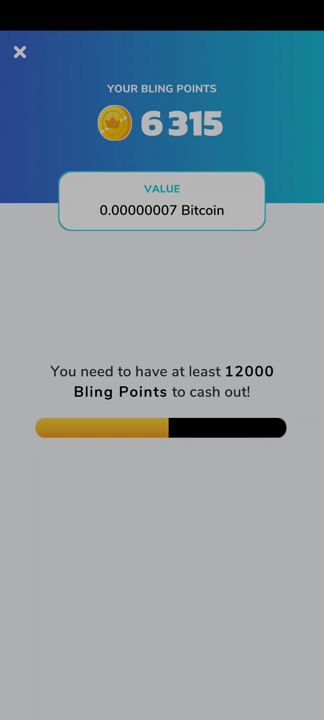 YOUR BLING POINTS
6 315
VALUE
0.00000007 Bitcoin
You need to have at least 12000
Bling Points to cash out!